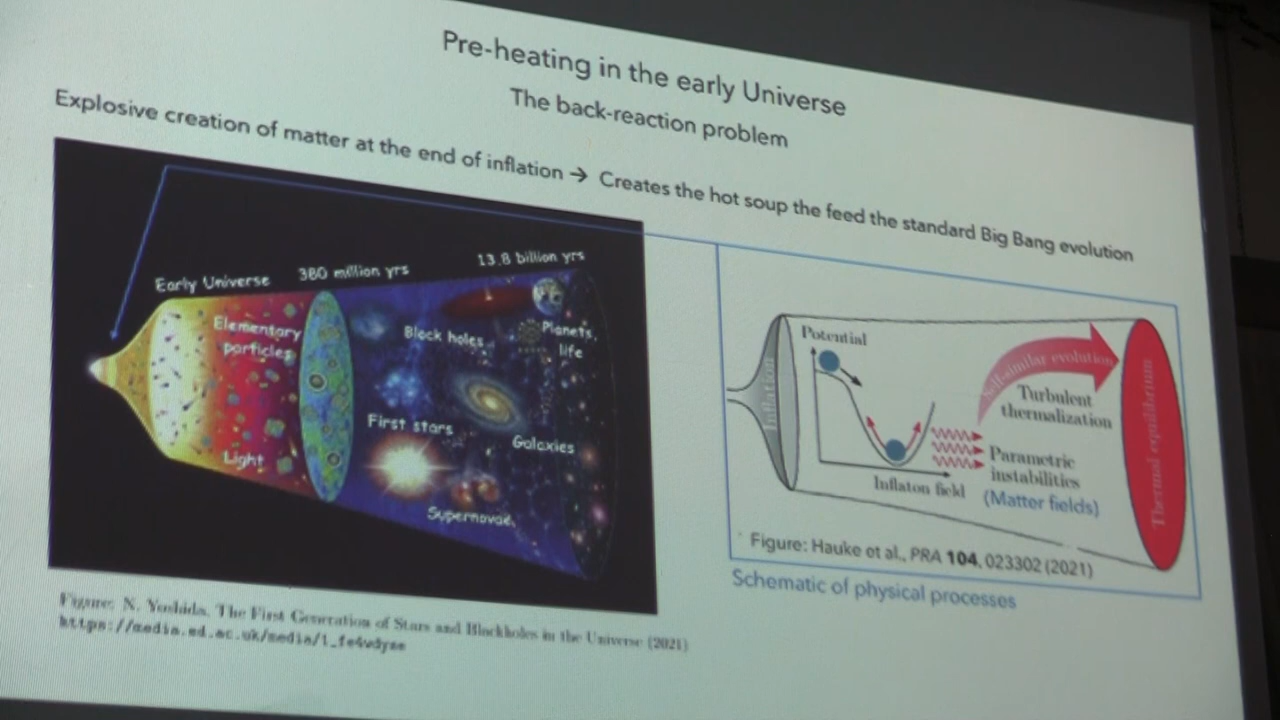 Pre-heating in the early Universe
The back-reaction problem
Explosive creation of matter at the end of inflation → Creates the hot soup the feed the standard Big Bang evolution
Early Universe
380 million yrs
13.8 billion yrs
Elementary
particles
Black holes
Planets,
life
First stars
Galaxies
Light
Supernovae
Figure: N. Yoshida, The First Generation of Stars and Blackholes in the Universe (2021)
Inflation
Potential
Self-similar evolution
Turbulent
thermalization
Parametric
instabilities
(Matter fields)
Inflaton field
Thermal equilibrium
Figure: Hauke et al., PRA 104, 023302 (2021)
Schematic of physical processes